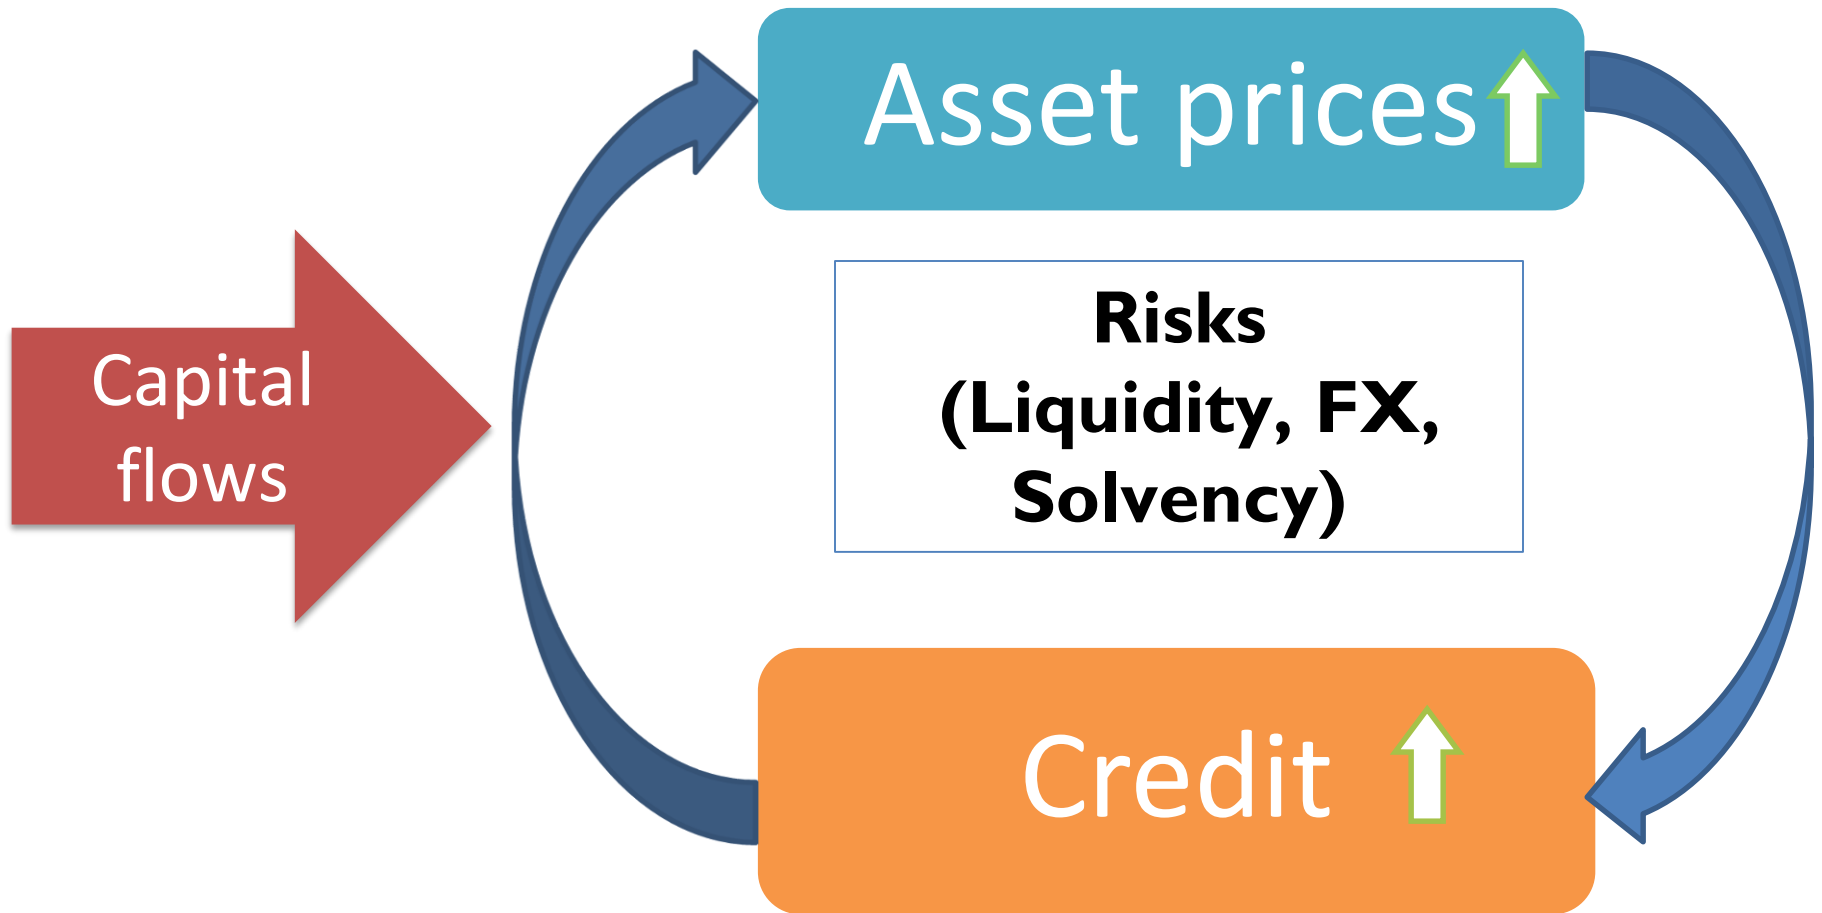 Asset prices
Capital
flows
Risks
(Liquidity, FX,
Solvency)
Credit